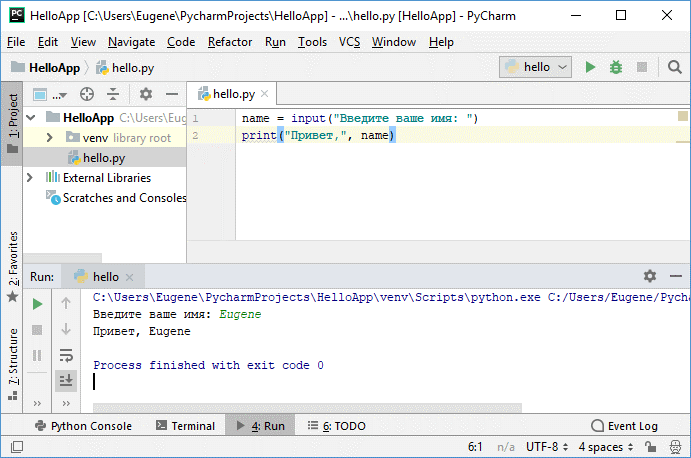 HelloApp [C:\Users\Eugene\PycharmProjects\HelloApp] - ...\hello.py [HelloApp] - PyCharm
File Edit View Navigate Code Refactor Run Tools VCS Window Help
HelloApp hello.py hello
1: Project
...
hello.py
HelloApp C:\Users\Eug
venv library root
hello.py
External Libraries
Scratches and Consoles
1 name = input("Введите ваше имя: ")
2 print("Привет,", name)
2: Favorites
7: Structure
Run: hello
C:\Users\Eugene\PycharmProjects\HelloApp\venv\Scripts\python.exe C:/Users/Eugene/Pycha
Введите ваше имя: Eugene
Привет, Eugene
Process finished with exit code 0
Python Console Terminal 4: Run 6: TODO Event Log
6:1 n/a UTF-8 4 spaces